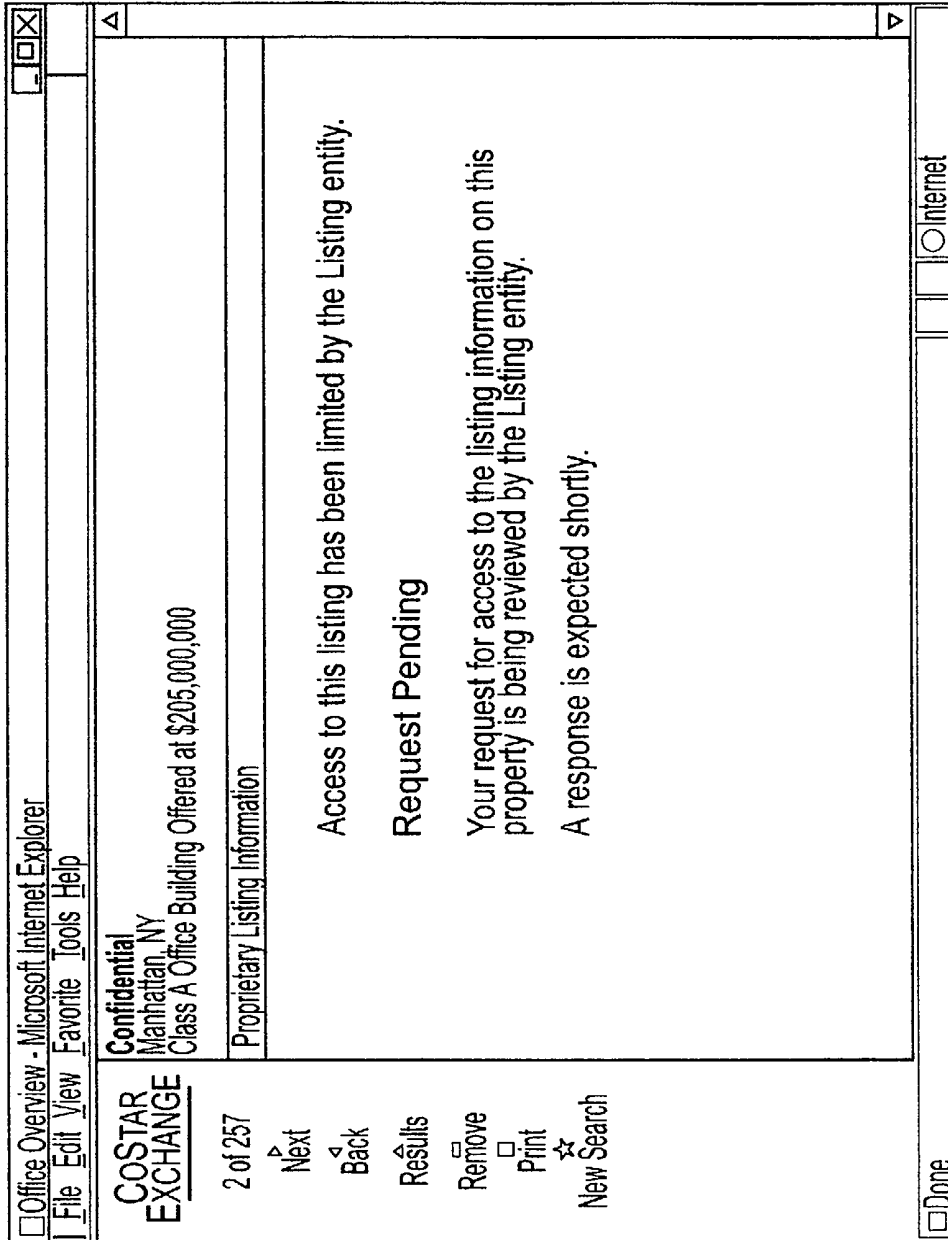 Office Overview - Microsoft Internet Explorer
File Edit View Favorite Tools Help
COSTAR
EXCHANGE
2 of 257
Next
Back
Results
Remove
Print
New Search
Confidential
Manhattan, NY
Class A Office Building Offered at $205,000,000
Proprietary Listing Information
Access to this listing has been limited by the Listing entity.
Request Pending
Your request for access to the listing information on this
property is being reviewed by the Listing entity.
A response is expected shortly.
Done
Internet